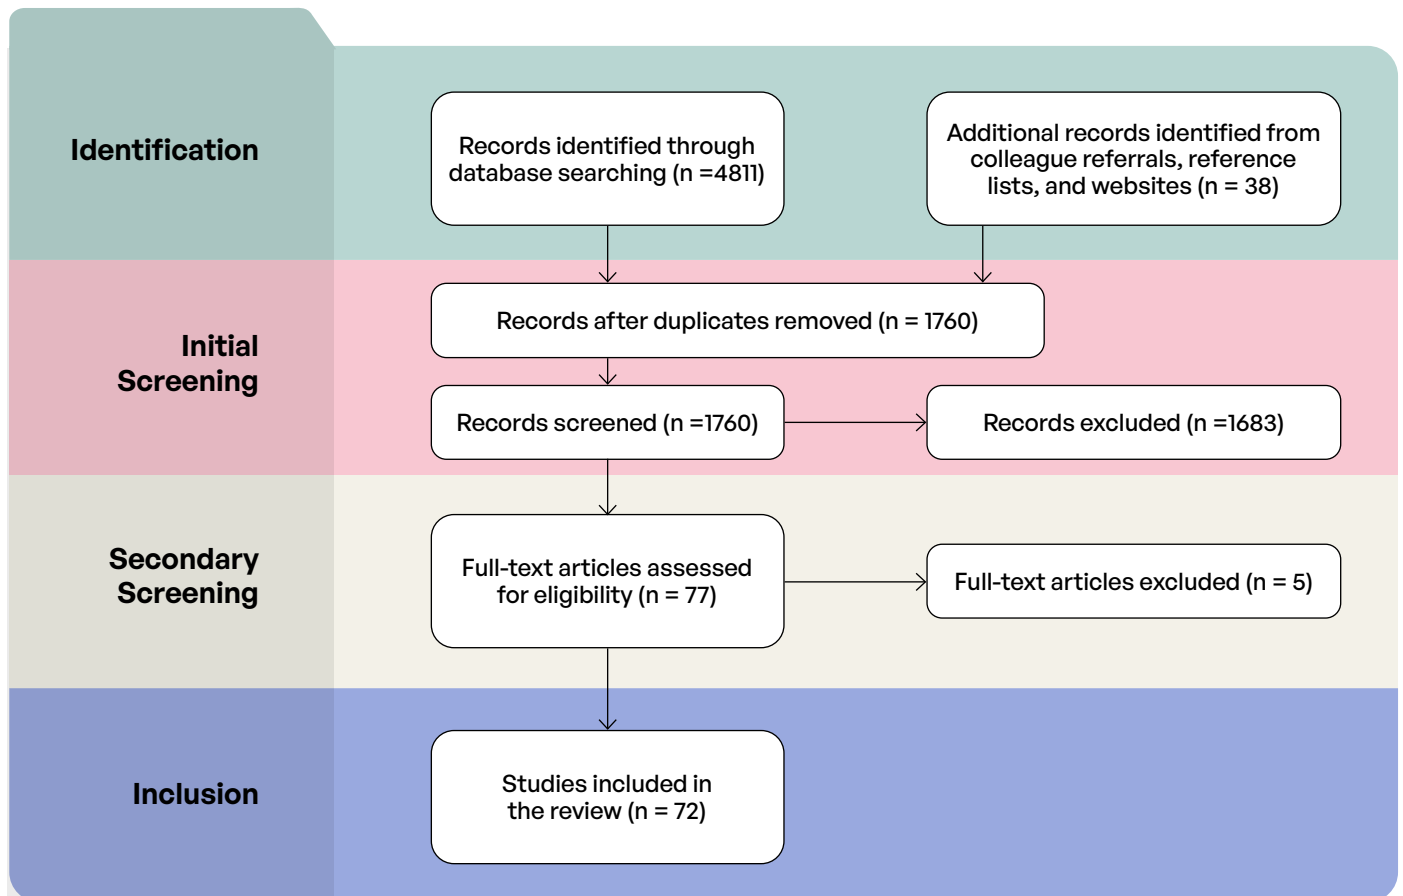 Identification
Records identified through
database searching (n =4811)
Additional records identified from
colleague referrals, reference
lists, and websites (n = 38)
Initial
Screening
Records after duplicates removed (n = 1760)
Records screened (n =1760)
Records excluded (n =1683)
Secondary
Screening
Full-text articles assessed
for eligibility (n = 77)
Full-text articles excluded (n = 5)
Inclusion
Studies included in
the review (n = 72)